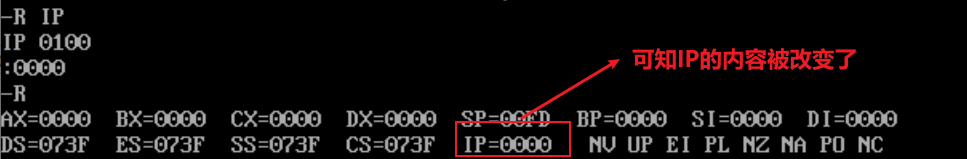 -R IP
IP 0100
:0000
可知IP的内容被改变了
-R
AX=0000 BX=0000 CX=0000 DX=0000 SP=00FD BP=0000 SI=0000 DI=0000
DS=073F ES=073F SS=073F CS=073F IP=0000 NV UP EI PL NZ NA PO NC